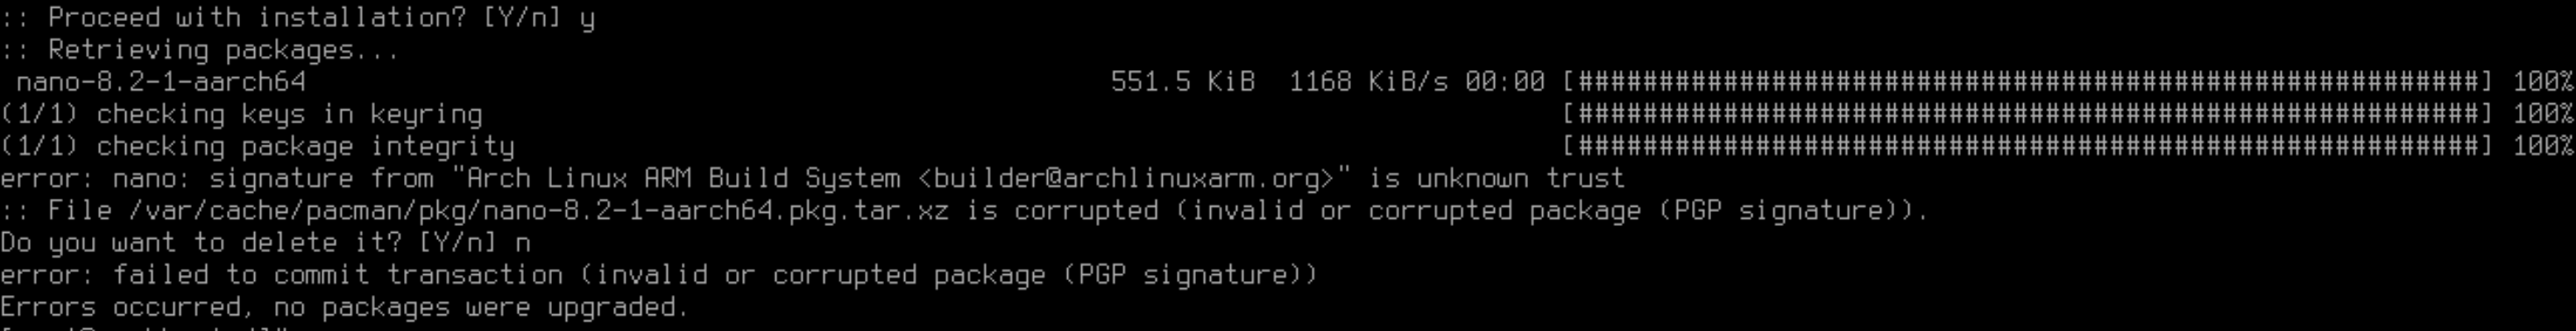 :: Proceed with installation? [Y/n] y
:: Retrieving packages...
nano-8.2-1-aarch64 551.5 KiB 1168 KiB/s 00:00 [########################################################] 100%
(1/1) checking keys in keyring [########################################################] 100%
(1/1) checking package integrity [########################################################] 100%
error: nano: signature from "Arch Linux ARM Build System <builder@archlinuxarm.org>" is unknown trust
:: File /var/cache/pacman/pkg/nano-8.2-1-aarch64.pkg.tar.xz is corrupted (invalid or corrupted package (PGP signature)).
Do you want to delete it? [Y/n] n
error: failed to commit transaction (invalid or corrupted package (PGP signature))
Errors occurred, no packages were upgraded.